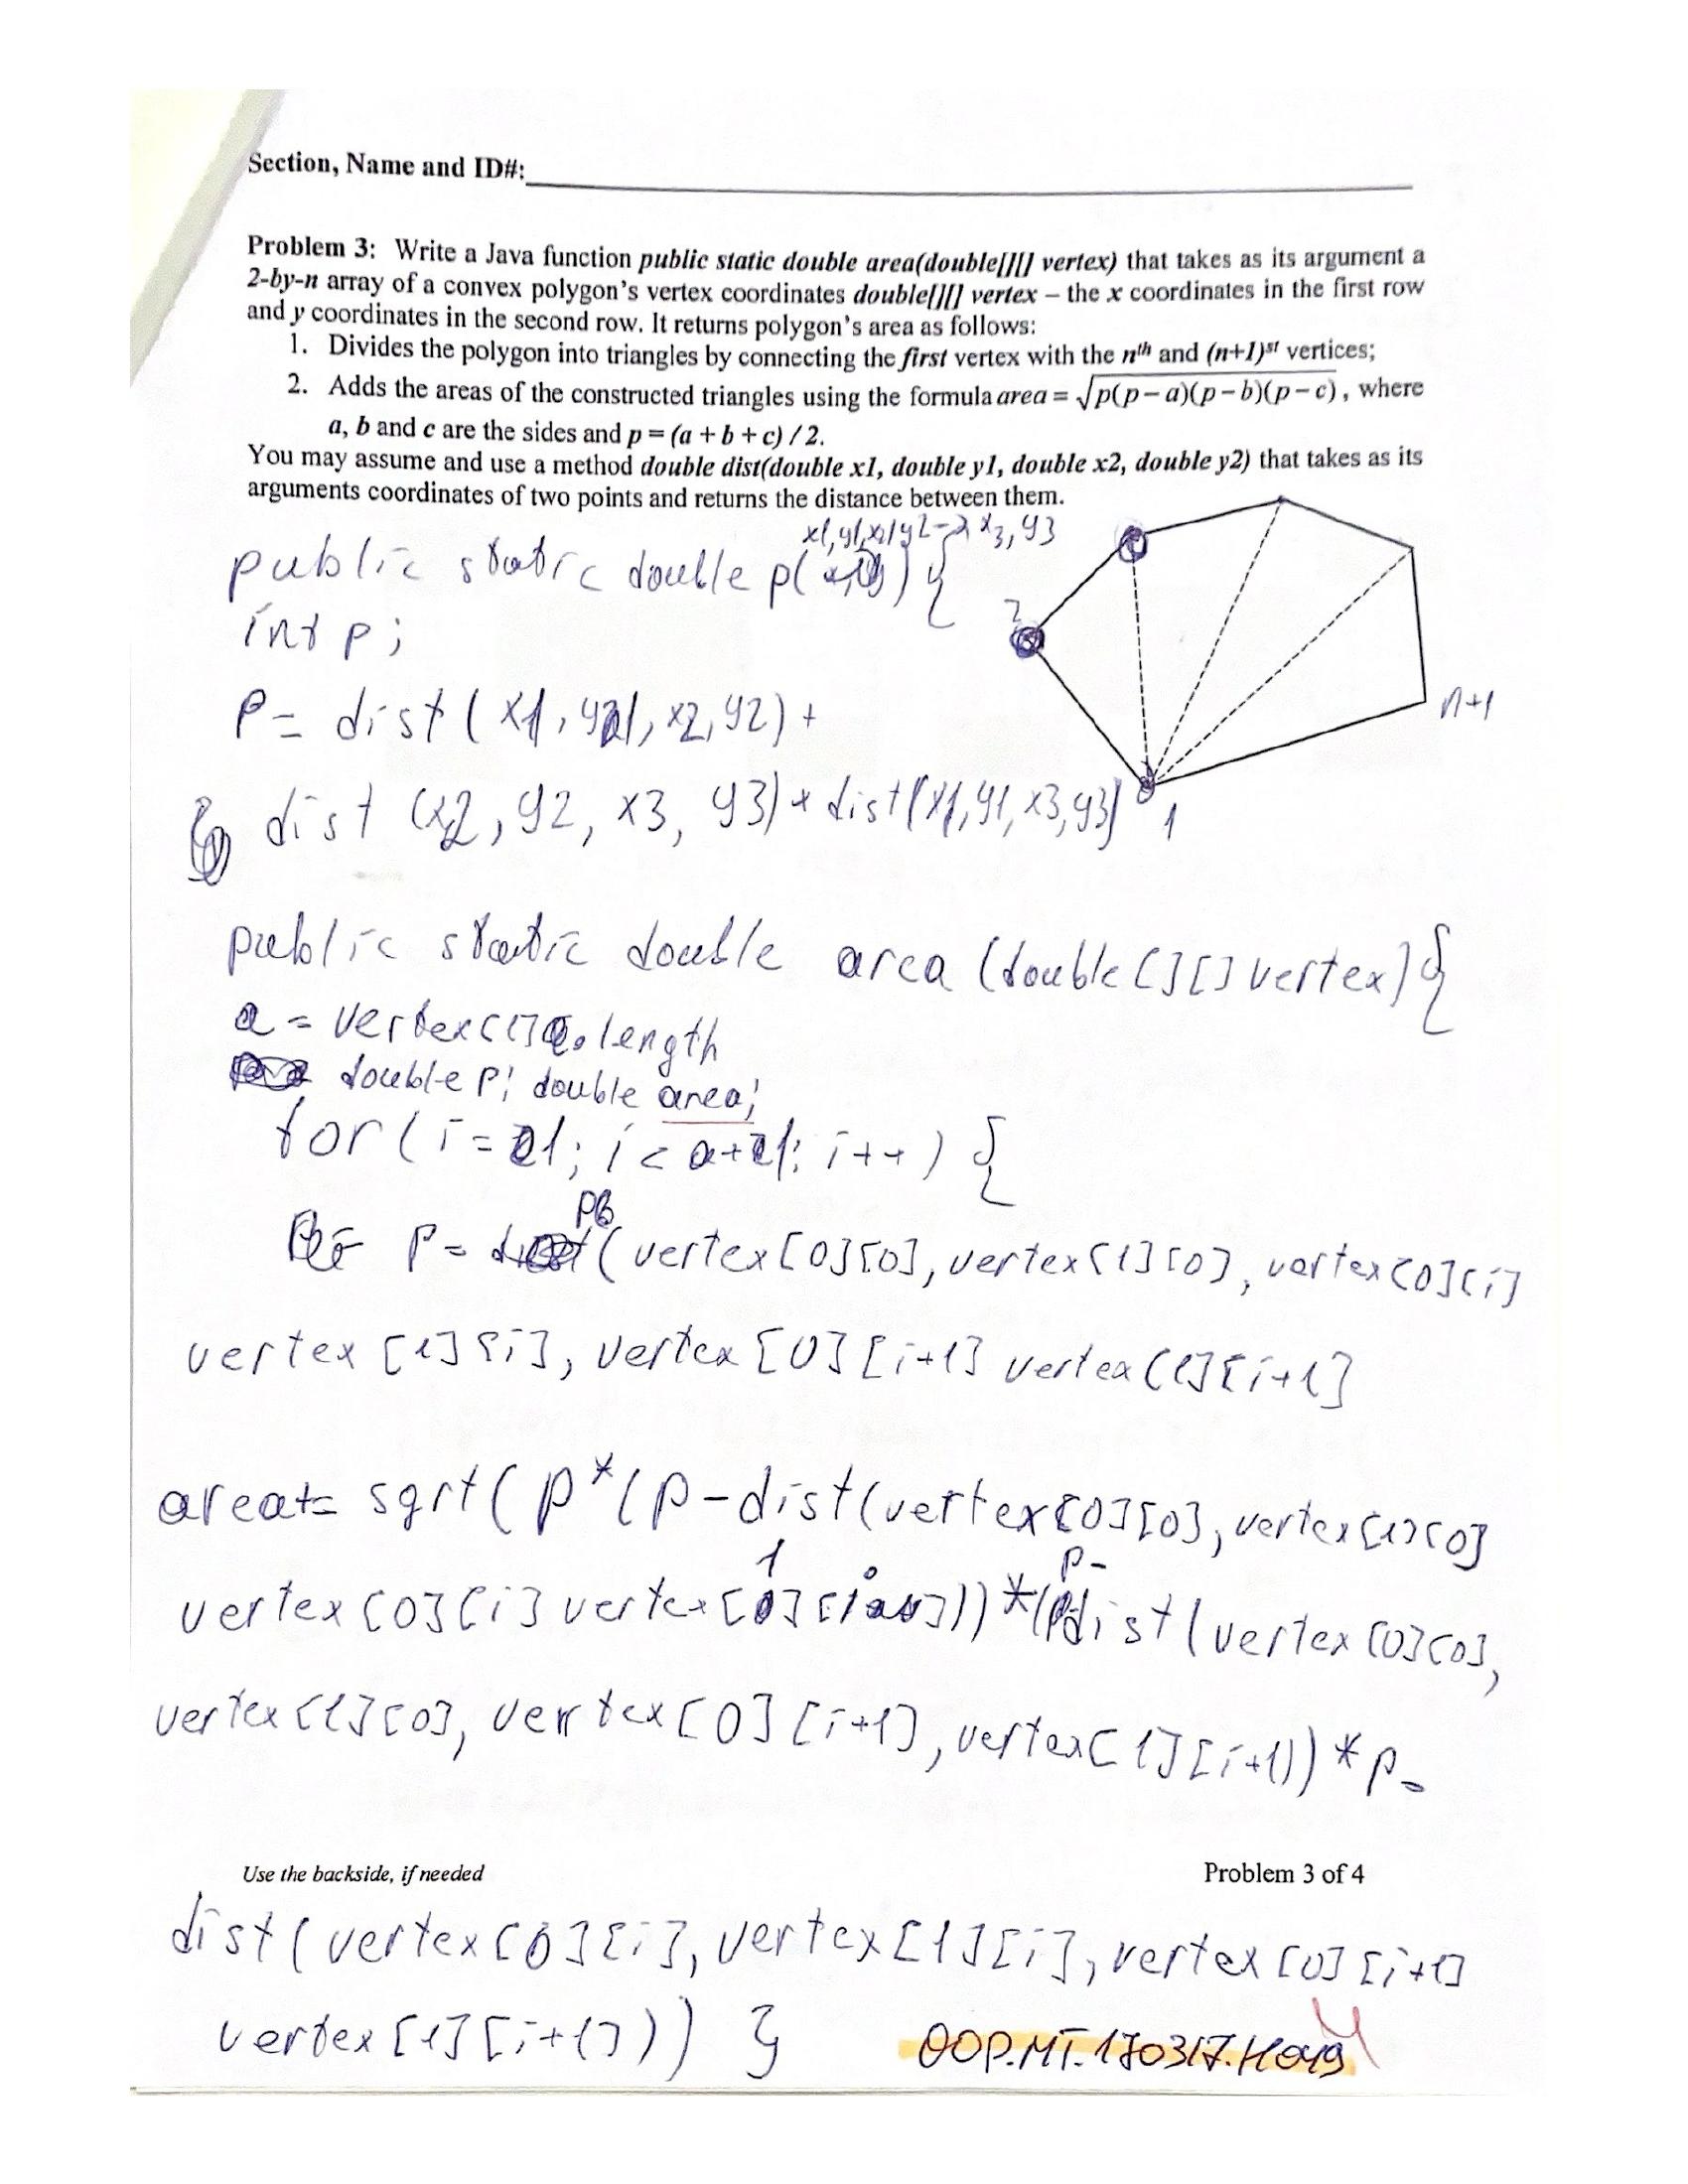 Section, Name and ID#:
Problem 3: Write a Java function public static double area(double[][] vertex) that takes as its argument a
2-by-n array of a convex polygon's vertex coordinates double[][] vertex – the x coordinates in the first row
and y coordinates in the second row. It returns polygon's area as follows:
1. Divides the polygon into triangles by connecting the first vertex with the nth and (n+1)st vertices;
2. Adds the areas of the constructed triangles using the formula area = √p(p – a)(p – b)(p – c) , where
a, b and c are the sides and p = (a + b + c) / 2.
You may assume and use a method double dist(double x1, double y1, double x2, double y2) that takes as its
arguments coordinates of two points and returns the distance between them.
x1,y1,x2,y2 x3, y3
public static double p( ) {
int p;
2
n+1
1
P = dist ( x1, y1, x2, y2) +
dist (x2, y2, x3, y3) + dist(x1, y1, x3, y3)
public static double area (double [][] vertex) {
a = vertex[1].length
double p; double area;
for ( i = 1; i < a+1; i++ ) {
P = ( vertex [0][0], vertex [1][0], vertex [0][i]
vertex [1][i], vertex [0][i+1] vertex [1][i+1]
area+= sqrt ( p*( p-dist(vertex[0][0], vertex[1][0]
vertex [0][i] vertex [1][i]))*(p-dist(vertex [0][0],
vertex [1][0], vertex [0][i+1], vertex[1][i+1)) * p-
Use the backside, if needed
Problem 3 of 4
dist ( vertex [0][i], vertex [1][i], vertex [0][i+1]
vertex [1][i+1])) }
OOP.MT.170317.H049
4